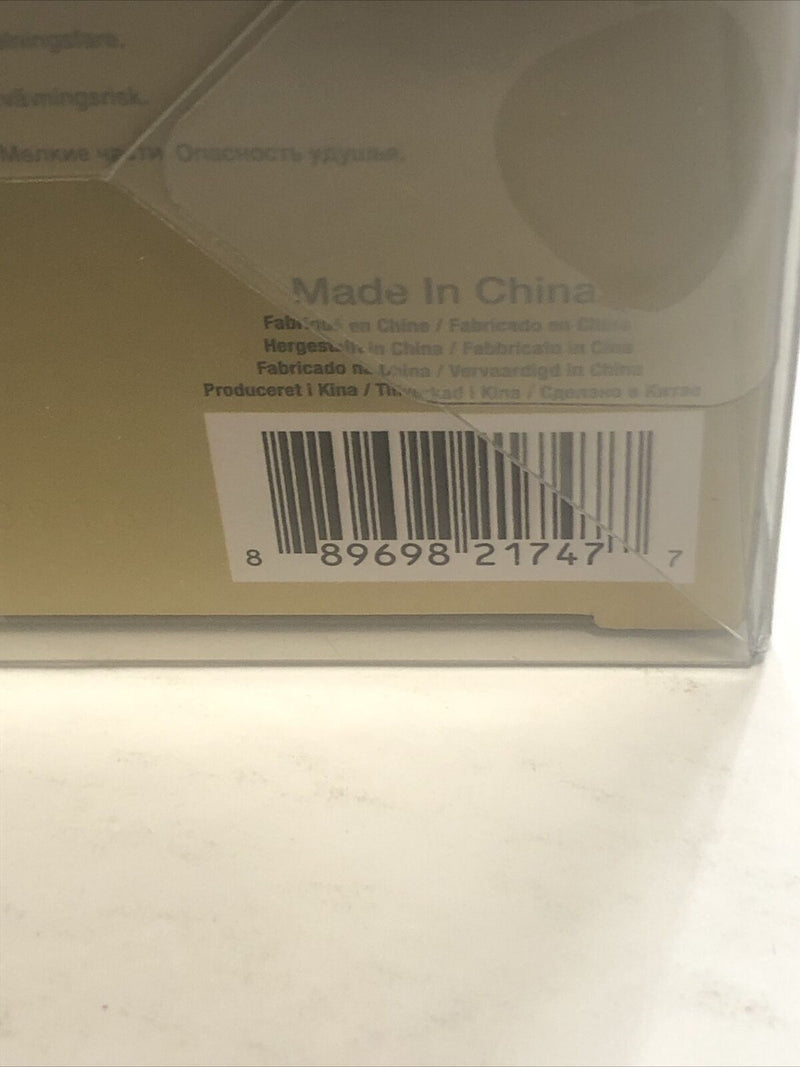 Мелкие части Опасность удушья.
Made In China
Fabriqué en Chine / Fabricado en China
Hergestellt in China / Fabbricato in Cina
Fabricado na China / Vervaardigd in China
Produceret i Kina / Tillverkad i Kina / Сделано в Китае
8 89698 21747 7